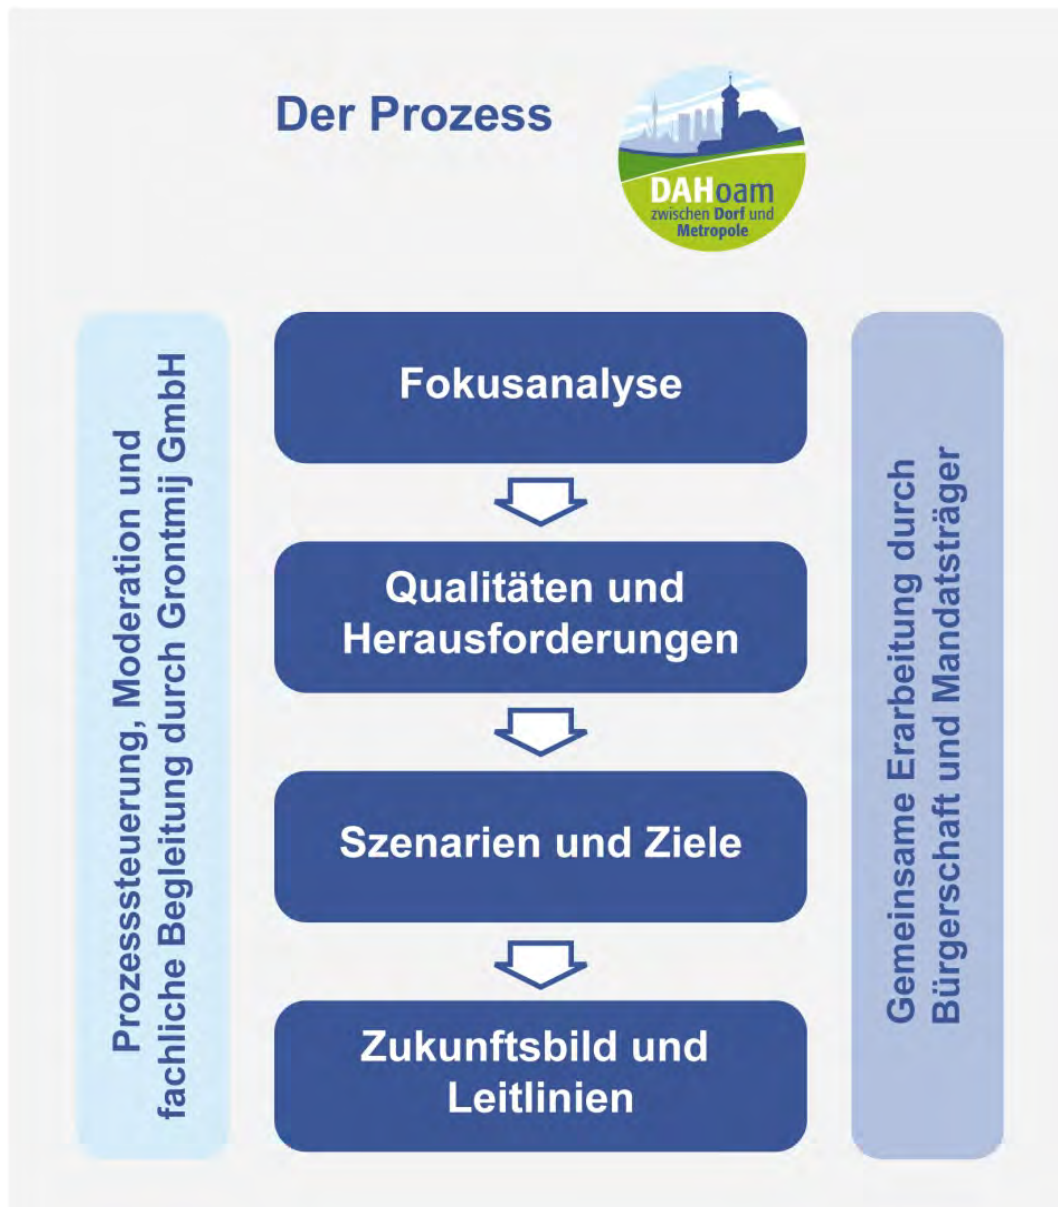 Der Prozess
DAHoam
zwischen Dorf und
Metropole
Prozesssteuerung, Moderation und
fachliche Begleitung durch Grontmij GmbH
Fokusanalyse
Qualitäten und
Herausforderungen
Szenarien und Ziele
Zukunftsbild und
Leitlinien
Gemeinsame Erarbeitung durch
Bürgerschaft und Mandatsträger